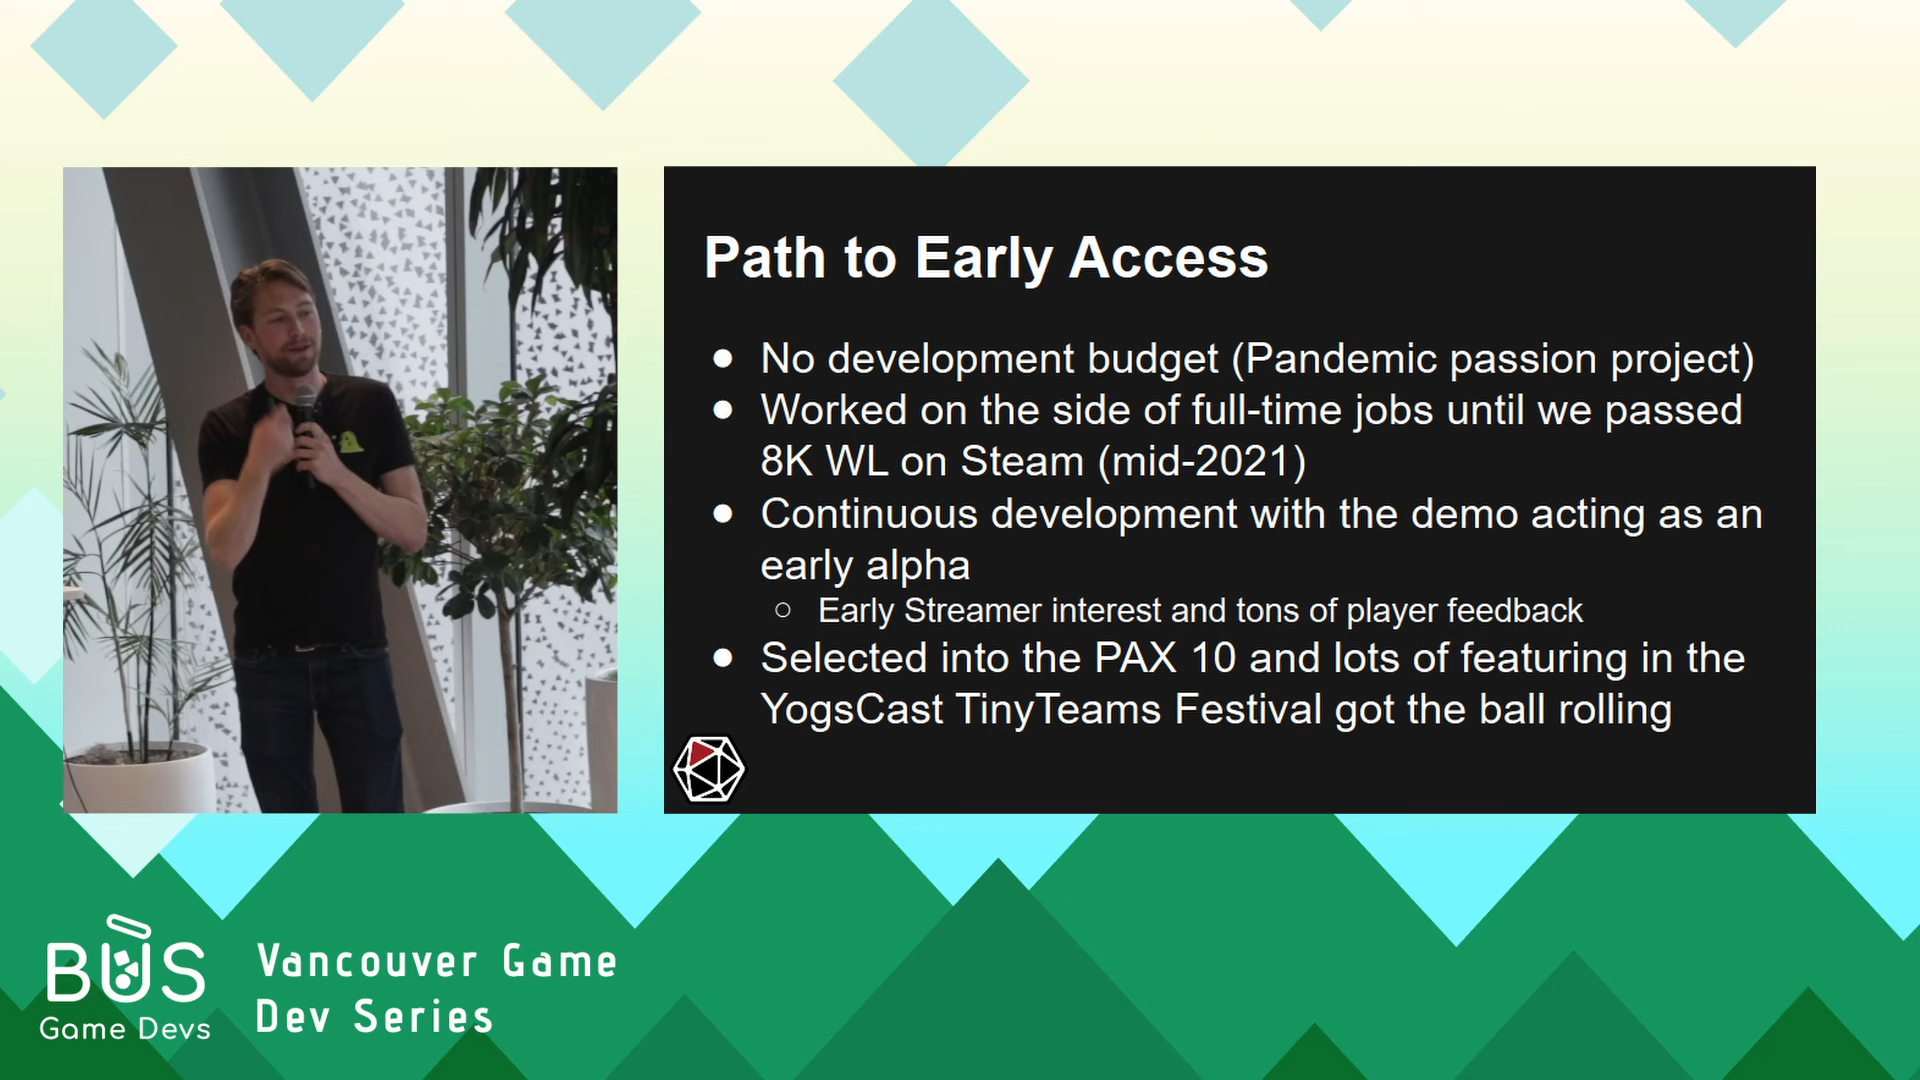 Path to Early Access
● No development budget (Pandemic passion project)
● Worked on the side of full-time jobs until we passed
8K WL on Steam (mid-2021)
● Continuous development with the demo acting as an
early alpha
○ Early Streamer interest and tons of player feedback
● Selected into the PAX 10 and lots of featuring in the
YogsCast TinyTeams Festival got the ball rolling
BUS
Game Devs
Vancouver Game
Dev Series